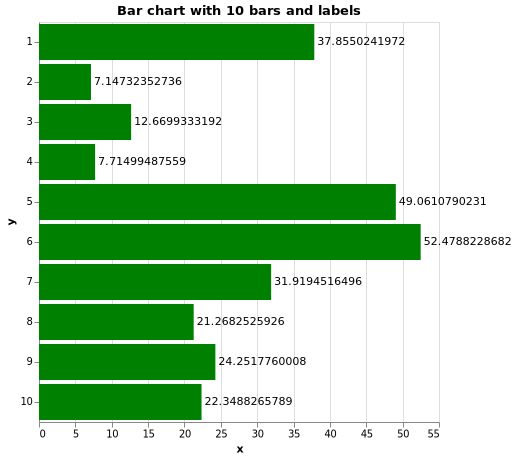 Bar chart with 10 bars and labels
1 37.8550241972
2 7.14732352736
3 12.6699333192
4 7.71499487559
5 49.0610790231
y
6 52.4788228682
7 31.9194516496
8 21.2682525926
9 24.2517760008
10 22.3488265789
0 5 10 15 20 25 30 35 40 45 50 55
x